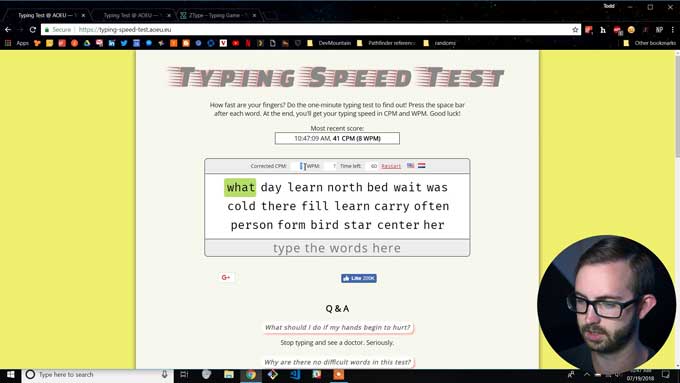 Todd
Typing Test @ AOEU —
Typing Test @ AOEU —
ZType – Typing Game -
Secure
https://typing-speed-test.aoeu.eu
NP
Apps
DevMountain
Pathfinder referenc
randoms
Other bookmarks
TYPING SPEED TEST
How fast are your fingers? Do the one-minute typing test to find out! Press the space bar
after each word. At the end, you'll get your typing speed in CPM and WPM. Good luck!
Most recent score:
10:47:09 AM, 41 CPM (8 WPM)
Corrected CPM: WPM: ? Time left: 60 Restart
what day learn north bed wait was
cold there fill learn carry often
person form bird star center her
type the words here
G+
Like 200K
Q & A
What should I do if my hands begin to hurt?
Stop typing and see a doctor. Seriously.
Why are there no difficult words in this test?
Type here to search
07/19/2018